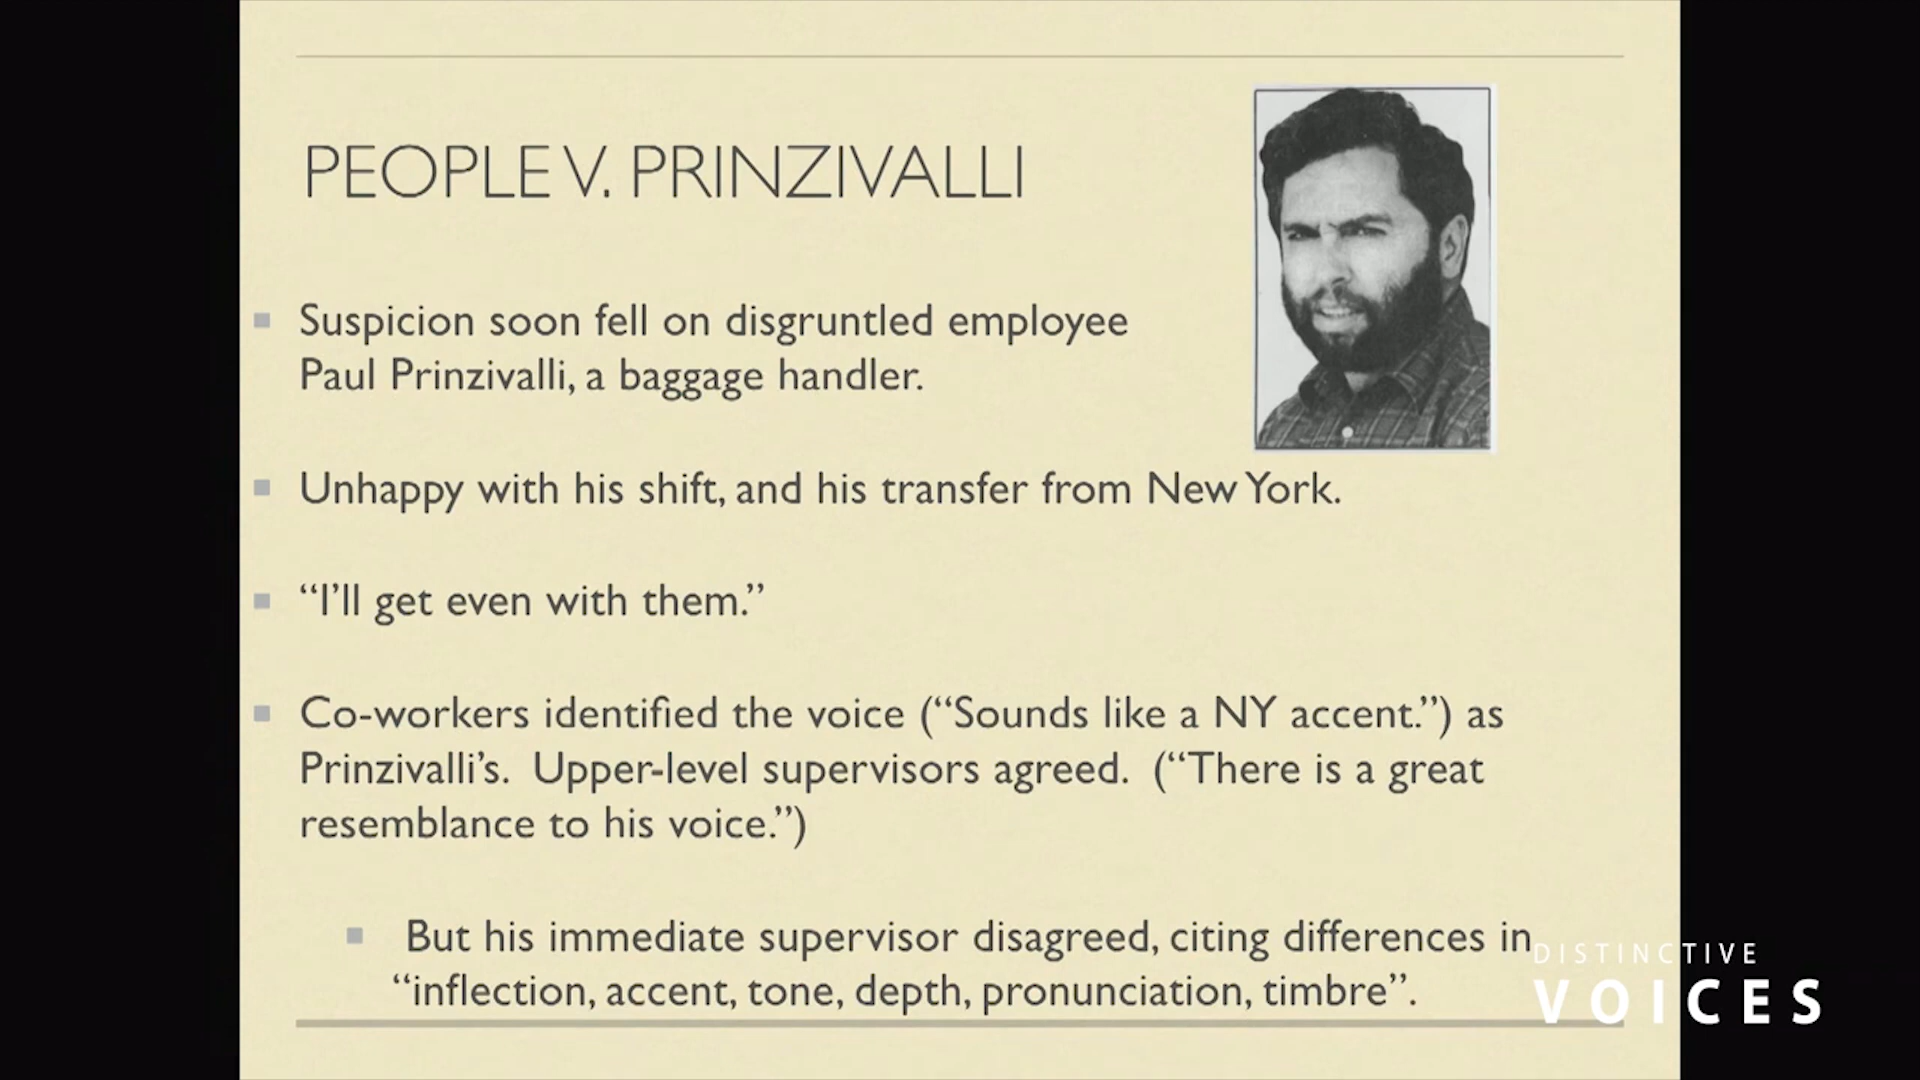 PEOPLE V. PRINZIVALLI
Suspicion soon fell on disgruntled employee
Paul Prinzivalli, a baggage handler.
Unhappy with his shift, and his transfer from New York.
“I’ll get even with them.”
Co-workers identified the voice (“Sounds like a NY accent.”) as
Prinzivalli’s. Upper-level supervisors agreed. (“There is a great
resemblance to his voice.”)
But his immediate supervisor disagreed, citing differences in
“inflection, accent, tone, depth, pronunciation, timbre”.
DISTINCTIVE
VOICES